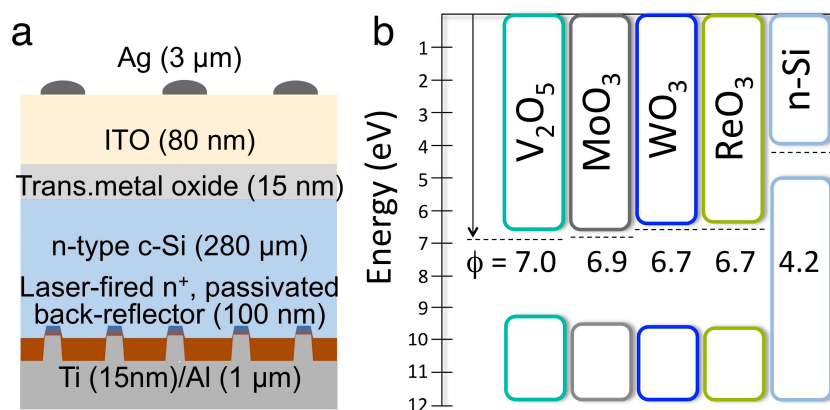 a
Ag (3 µm)
ITO (80 nm)
Trans.metal oxide (15 nm)
n-type c-Si (280 µm)
Laser-fired n⁺, passivated
back-reflector (100 nm)
Ti (15nm)/Al (1 µm)
b
Energy (eV)
1
2
3
4
5
6
7
8
9
10
11
12
V₂O₅
MoO₃
WO₃
ReO₃
n-Si
ϕ = 7.0 6.9 6.7 6.7 4.2